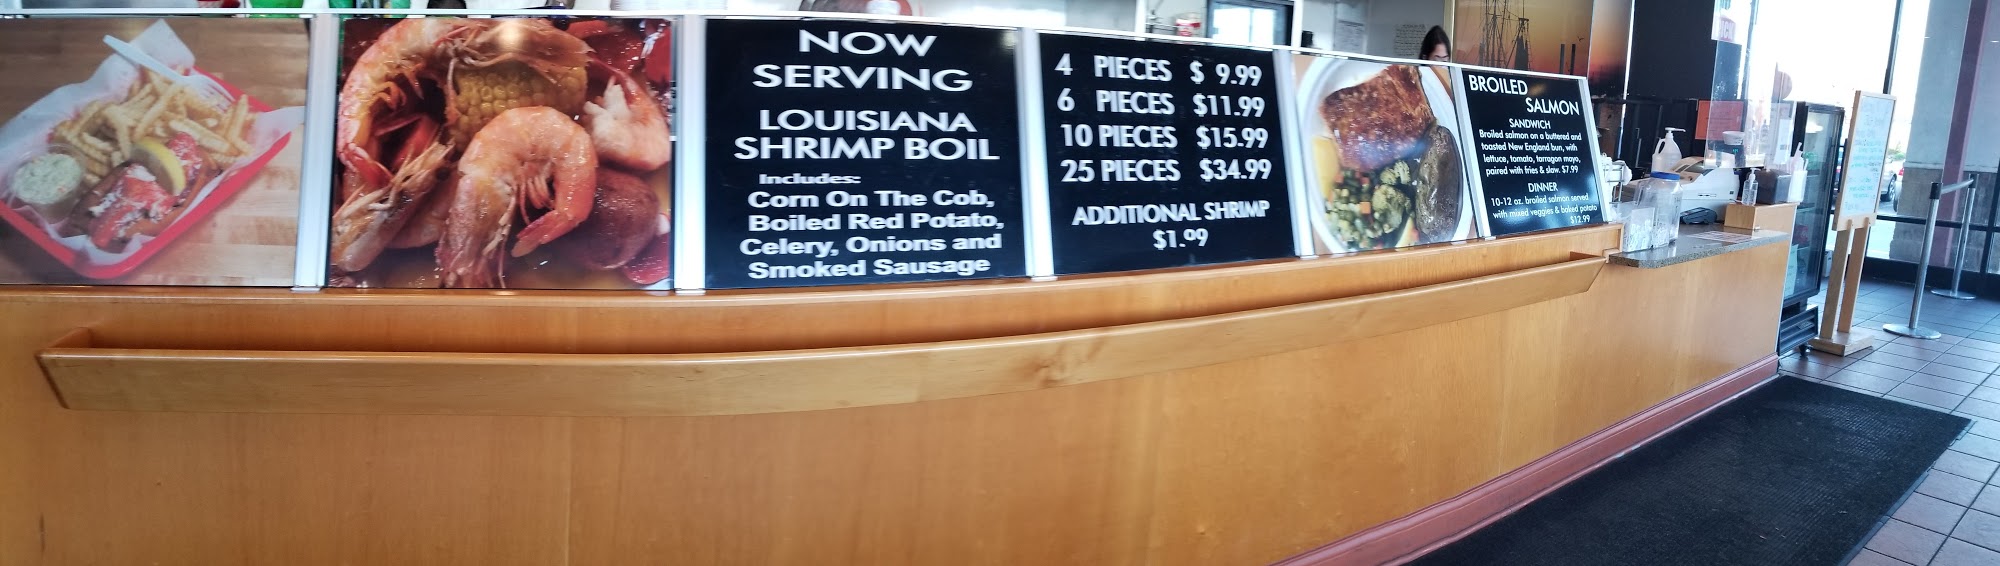 NOW
SERVING
LOUISIANA
SHRIMP BOIL
Includes:
Corn On The Cob,
Boiled Red Potato,
Celery, Onions and
Smoked Sausage
4 PIECES $ 9.99
6 PIECES $11.99
10 PIECES $15.99
25 PIECES $34.99
ADDITIONAL SHRIMP
$1.09
BROILED
SALMON
SANDWICH
Broiled salmon on a buttered and
toasted New England bun, with
lettuce, tomato, tarragon mayo,
paired with fries & slaw. $7.99
DINNER
10-12 oz. broiled salmon served
with mixed veggies & baked potato
$12.99